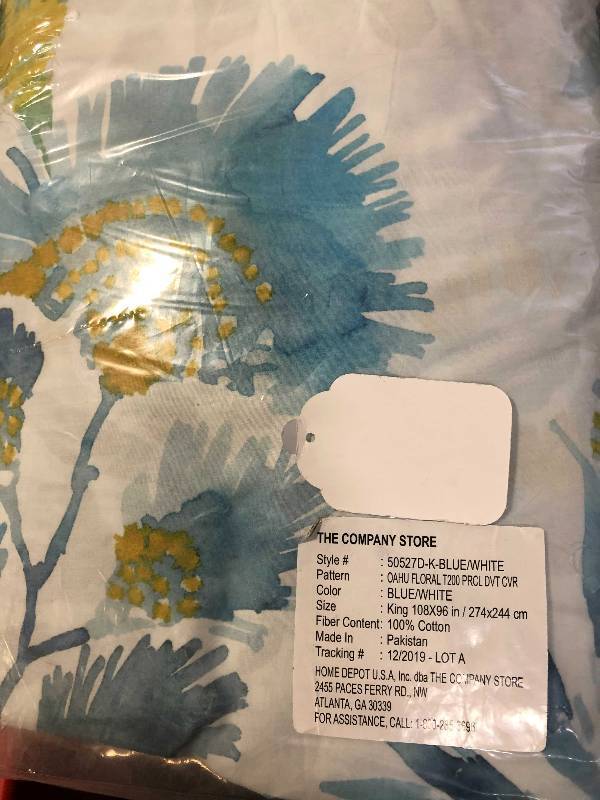 THE COMPANY STORE
Style # : 50527D-K-BLUE/WHITE
Pattern : OAHU FLORAL T200 PRCL DVT CVR
Color : BLUE/WHITE
Size : King 108X96 in / 274x244 cm
Fiber Content: 100% Cotton
Made In : Pakistan
Tracking # : 12/2019 - LOT A
HOME DEPOT U.S.A, Inc. dba THE COMPANY STORE
2455 PACES FERRY RD., NW
ATLANTA, GA 30339
FOR ASSISTANCE, CALL: